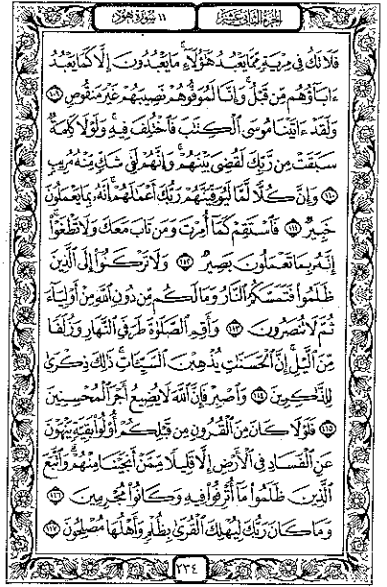 الجزء الثاني عشر
١١ سورة هود
فَلَا تَكُ فِي مِرْيَةٍ مِّمَّا يَعْبُدُ هَٰٓؤُلَآءِ ۚ مَا يَعْبُدُونَ إِلَّا كَمَا يَعْبُدُ
ءَابَآؤُهُم مِّن قَبْلُ ۚ وَإِنَّا لَمُوَفُّوهُمْ نَصِيبَهُمْ غَيْرَ مَنقُوصٍ ١٠٩
وَلَقَدْ ءَاتَيْنَا مُوسَى ٱلْكِتَٰبَ فَٱخْتُلِفَ فِيهِ ۚ وَلَوْلَا كَلِمَةٌ
سَبَقَتْ مِن رَّبِّكَ لَقُضِيَ بَيْنَهُمْ ۚ وَإِنَّهُمْ لَفِي شَكٍّ مِّنْهُ مُرِيبٍ
١١٠ وَإِنَّ كُلًّا لَّمَّا لَيُوَفِّيَنَّهُمْ رَبُّكَ أَعْمَٰلَهُمْ ۚ إِنَّهُۥ بِمَا يَعْمَلُونَ
خَبِيرٌ ١١١ فَٱسْتَقِمْ كَمَآ أُمِرْتَ وَمَن تَابَ مَعَكَ وَلَا تَطْغَوْا۟ ۚ
إِنَّهُۥ بِمَا تَعْمَلُونَ بَصِيرٌ ١١٢ وَلَا تَرْكَنُوٓا۟ إِلَى ٱلَّذِينَ
ظَلَمُوا۟ فَتَمَسَّكُمُ ٱلنَّارُ وَمَا لَكُم مِّن دُونِ ٱللَّهِ مِنْ أَوْلِيَآءَ
ثُمَّ لَا تُنصَرُونَ ١١٣ وَأَقِمِ ٱلصَّلَوٰةَ طَرَفَيِ ٱلنَّهَارِ وَزُلَفًا
مِّنَ ٱلَّيْلِ ۚ إِنَّ ٱلْحَسَنَٰتِ يُذْهِبْنَ ٱلسَّيِّـَٔاتِ ۚ ذَٰلِكَ ذِكْرَىٰ
لِلذَّٰكِرِينَ ١١٤ وَٱصْبِرْ فَإِنَّ ٱللَّهَ لَا يُضِيعُ أَجْرَ ٱلْمُحْسِنِينَ
١١٥ فَلَوْلَا كَانَ مِنَ ٱلْقُرُونِ مِن قَبْلِكُمْ أُو۟لُوا۟ بَقِيَّةٍ يَنْهَوْنَ
عَنِ ٱلْفَسَادِ فِي ٱلْأَرْضِ إِلَّا قَلِيلًا مِّمَّنْ أَنجَيْنَا مِنْهُمْ ۗ وَٱتَّبَعَ
ٱلَّذِينَ ظَلَمُوا۟ مَآ أُتْرِفُوا۟ فِيهِ وَكَانُوا۟ مُجْرِمِينَ ١١٦
وَمَا كَانَ رَبُّكَ لِيُهْلِكَ ٱلْقُرَىٰ بِظُلْمٍ وَأَهْلُهَا مُصْلِحُونَ ١١٧
٢٣٤